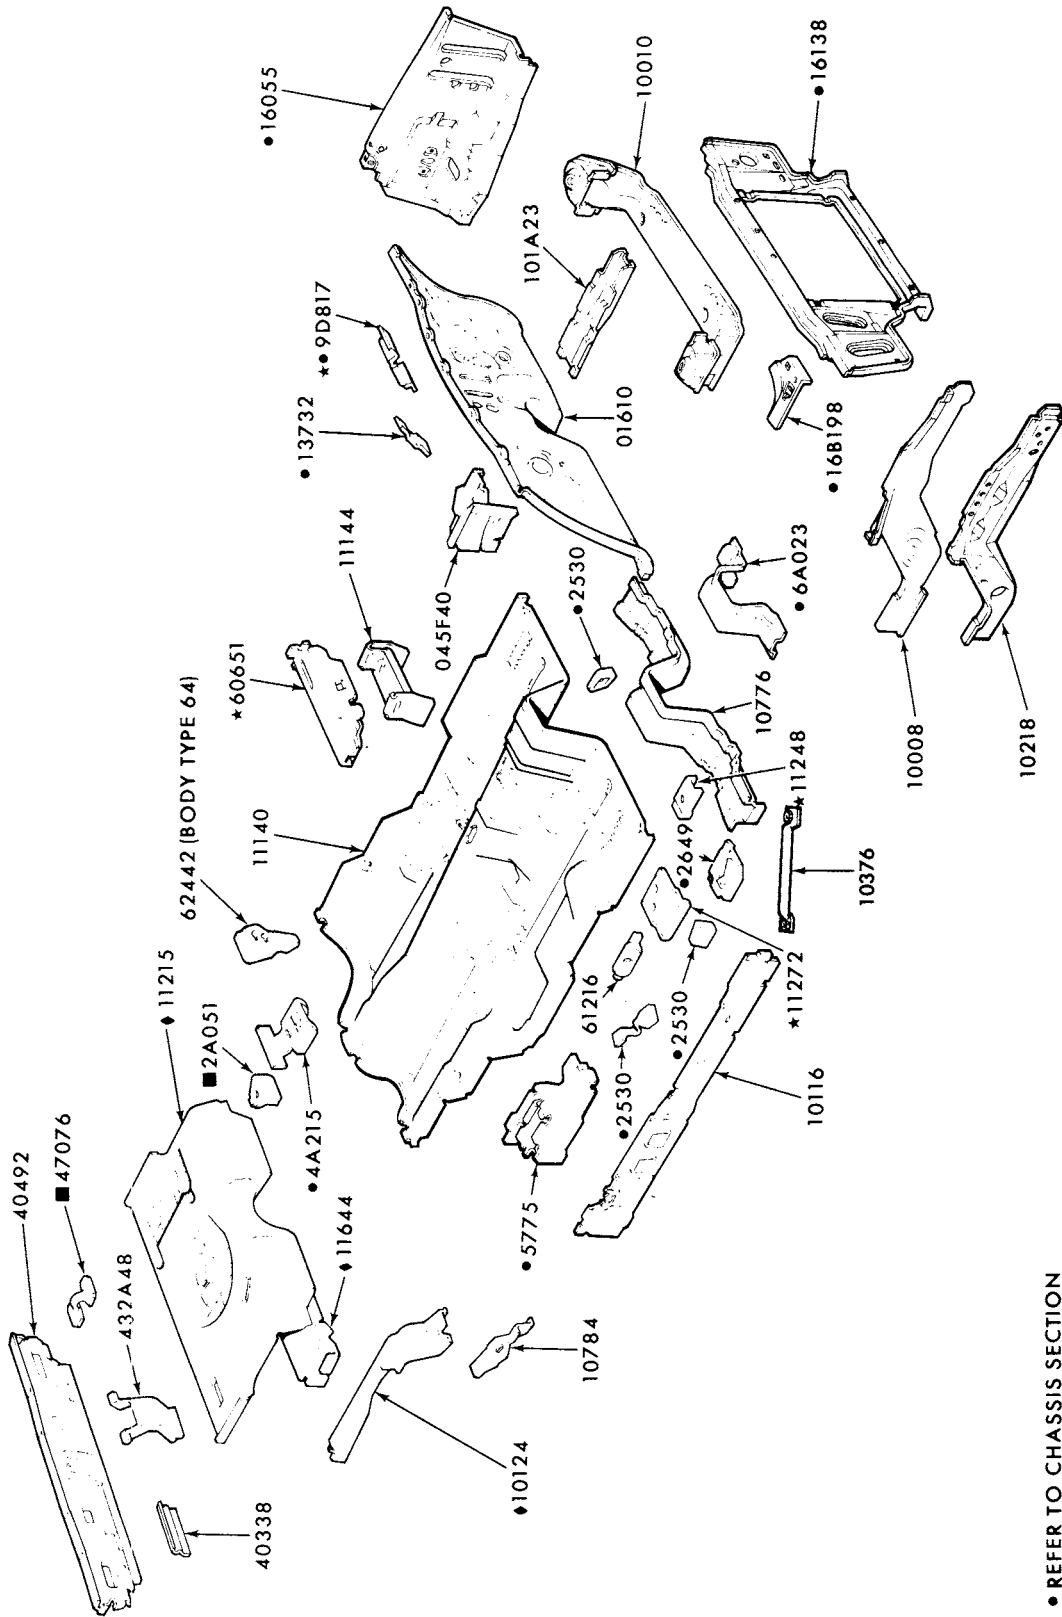 40492
■47076
432A48
40338
♦11215
■2A051
●4A215
♦11644
♦10124
10784
62442 (BODY TYPE 64)
11140
★60651
11144
045F40
●13732
★●9D817
●16055
101A23
10010
01610
●16138
●16B198
●2530
●6A023
10776
10008
10218
★11248
●2649
10376
★11272
61216
●2530
●2530
●5775
10116
● REFER TO CHASSIS SECTION